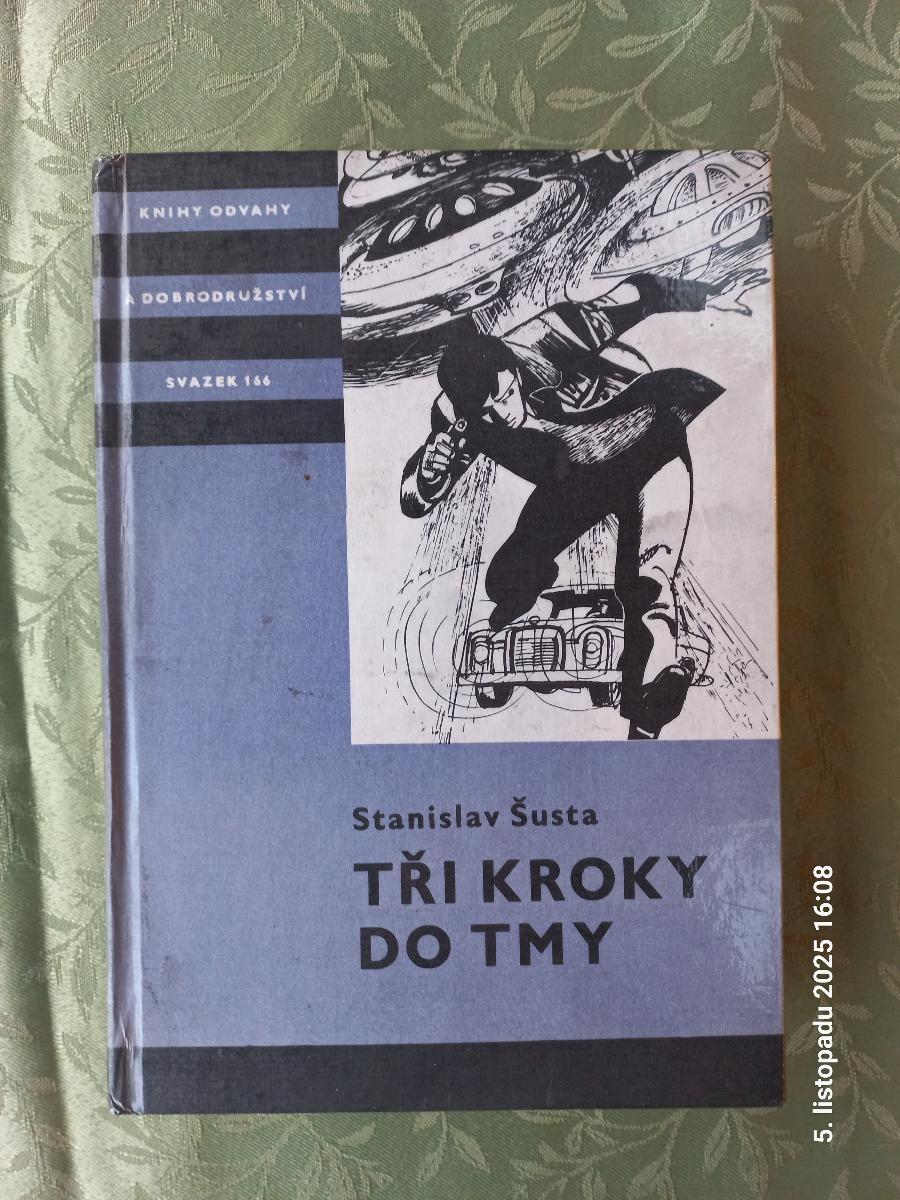 KNIHY ODVAHY
A DOBRODRUŽSTVÍ
SVAZEK 166
Stanislav Šusta
TŘI KROKY
DO TMY
5. listopadu 2025 16:08